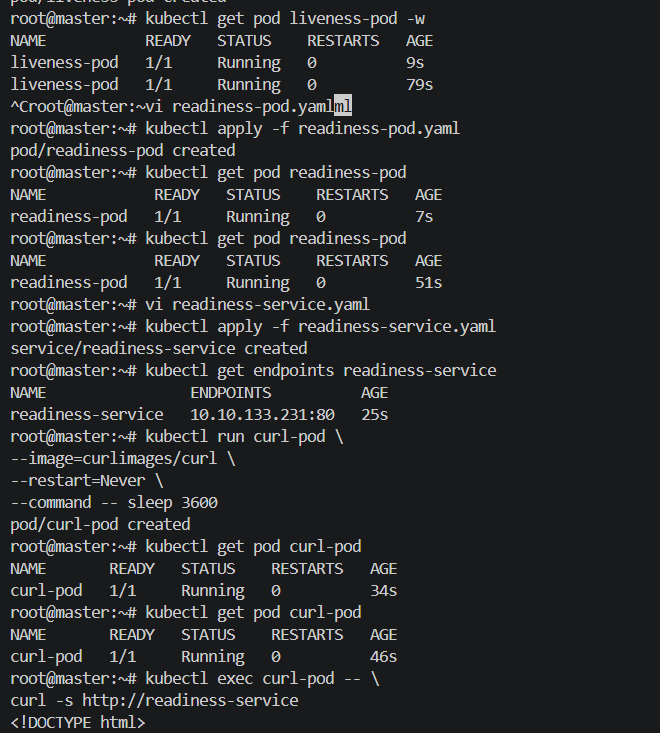 pod/liveness-pod created
root@master:~# kubectl get pod liveness-pod -w
NAME READY STATUS RESTARTS AGE
liveness-pod 1/1 Running 0 9s
liveness-pod 1/1 Running 0 79s
^Croot@master:~vi readiness-pod.yamlml
root@master:~# kubectl apply -f readiness-pod.yaml
pod/readiness-pod created
root@master:~# kubectl get pod readiness-pod
NAME READY STATUS RESTARTS AGE
readiness-pod 1/1 Running 0 7s
root@master:~# kubectl get pod readiness-pod
NAME READY STATUS RESTARTS AGE
readiness-pod 1/1 Running 0 51s
root@master:~# vi readiness-service.yaml
root@master:~# kubectl apply -f readiness-service.yaml
service/readiness-service created
root@master:~# kubectl get endpoints readiness-service
NAME ENDPOINTS AGE
readiness-service 10.10.133.231:80 25s
root@master:~# kubectl run curl-pod \
--image=curlimages/curl \
--restart=Never \
--command -- sleep 3600
pod/curl-pod created
root@master:~# kubectl get pod curl-pod
NAME READY STATUS RESTARTS AGE
curl-pod 1/1 Running 0 34s
root@master:~# kubectl get pod curl-pod
NAME READY STATUS RESTARTS AGE
curl-pod 1/1 Running 0 46s
root@master:~# kubectl exec curl-pod -- \
curl -s http://readiness-service
<!DOCTYPE html>